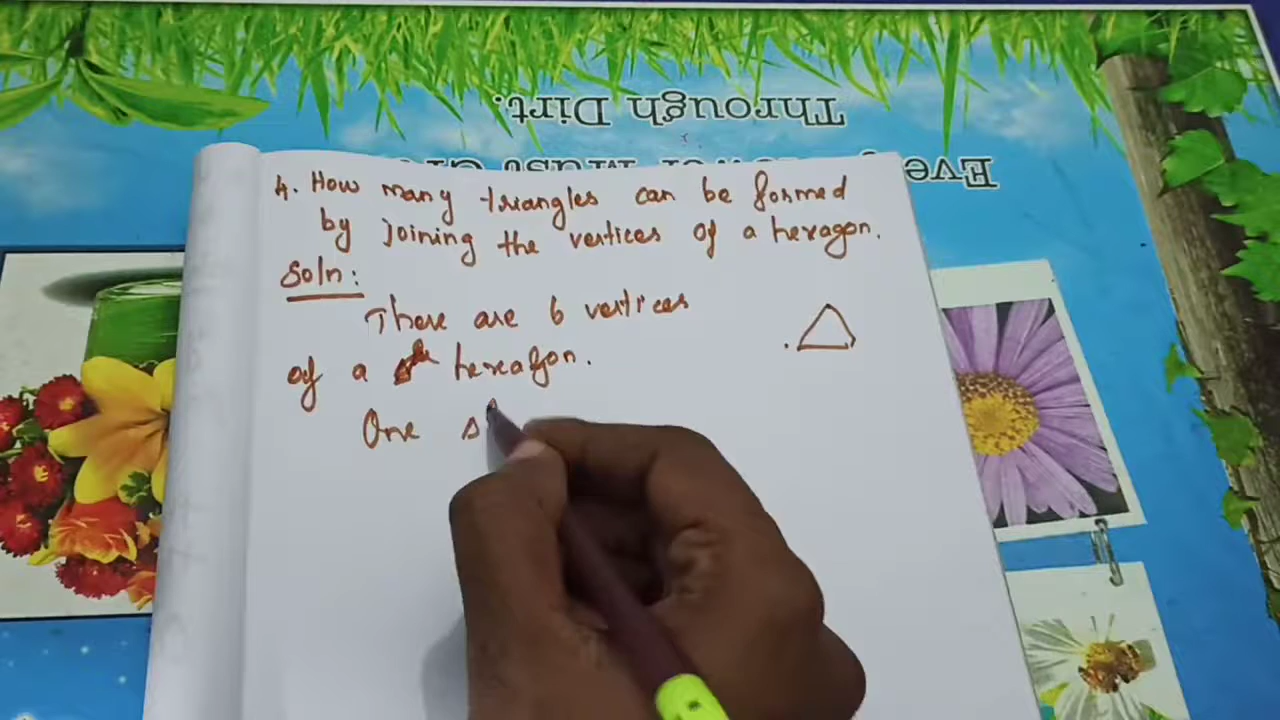 Through Dirt.
4. How many triangles can be formed
by joining the vertices of a hexagon.
Soln:
There are 6 vertices
of a hexagon.
One s